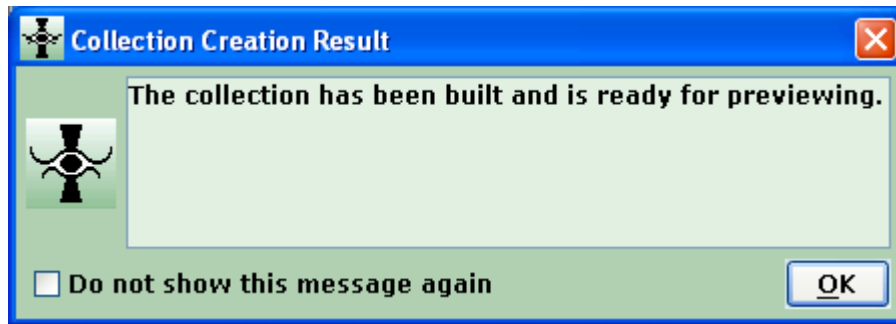 Collection Creation Result
The collection has been built and is ready for previewing.
Do not show this message again
OK